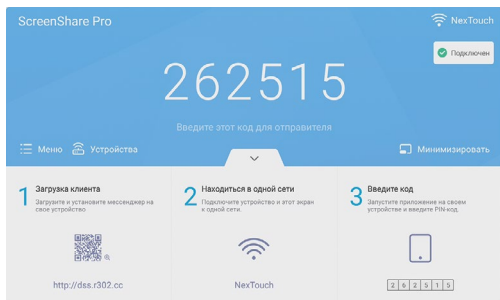 ScreenShare Pro
NexTouch
Подключен
262515
Введите этот код для отправителя
Меню
Устройства
Минимизировать
1
Загрузка клиента
Загрузите и установите мессенджер на
свое устройство.
http://dss.r302.cc
2
Находиться в одной сети
Подключите устройство и этот экран
к одной сети.
NexTouch
3
Введите код
Запустите приложение на своем
устройстве и введите PIN-код.
2 6 2 5 1 5